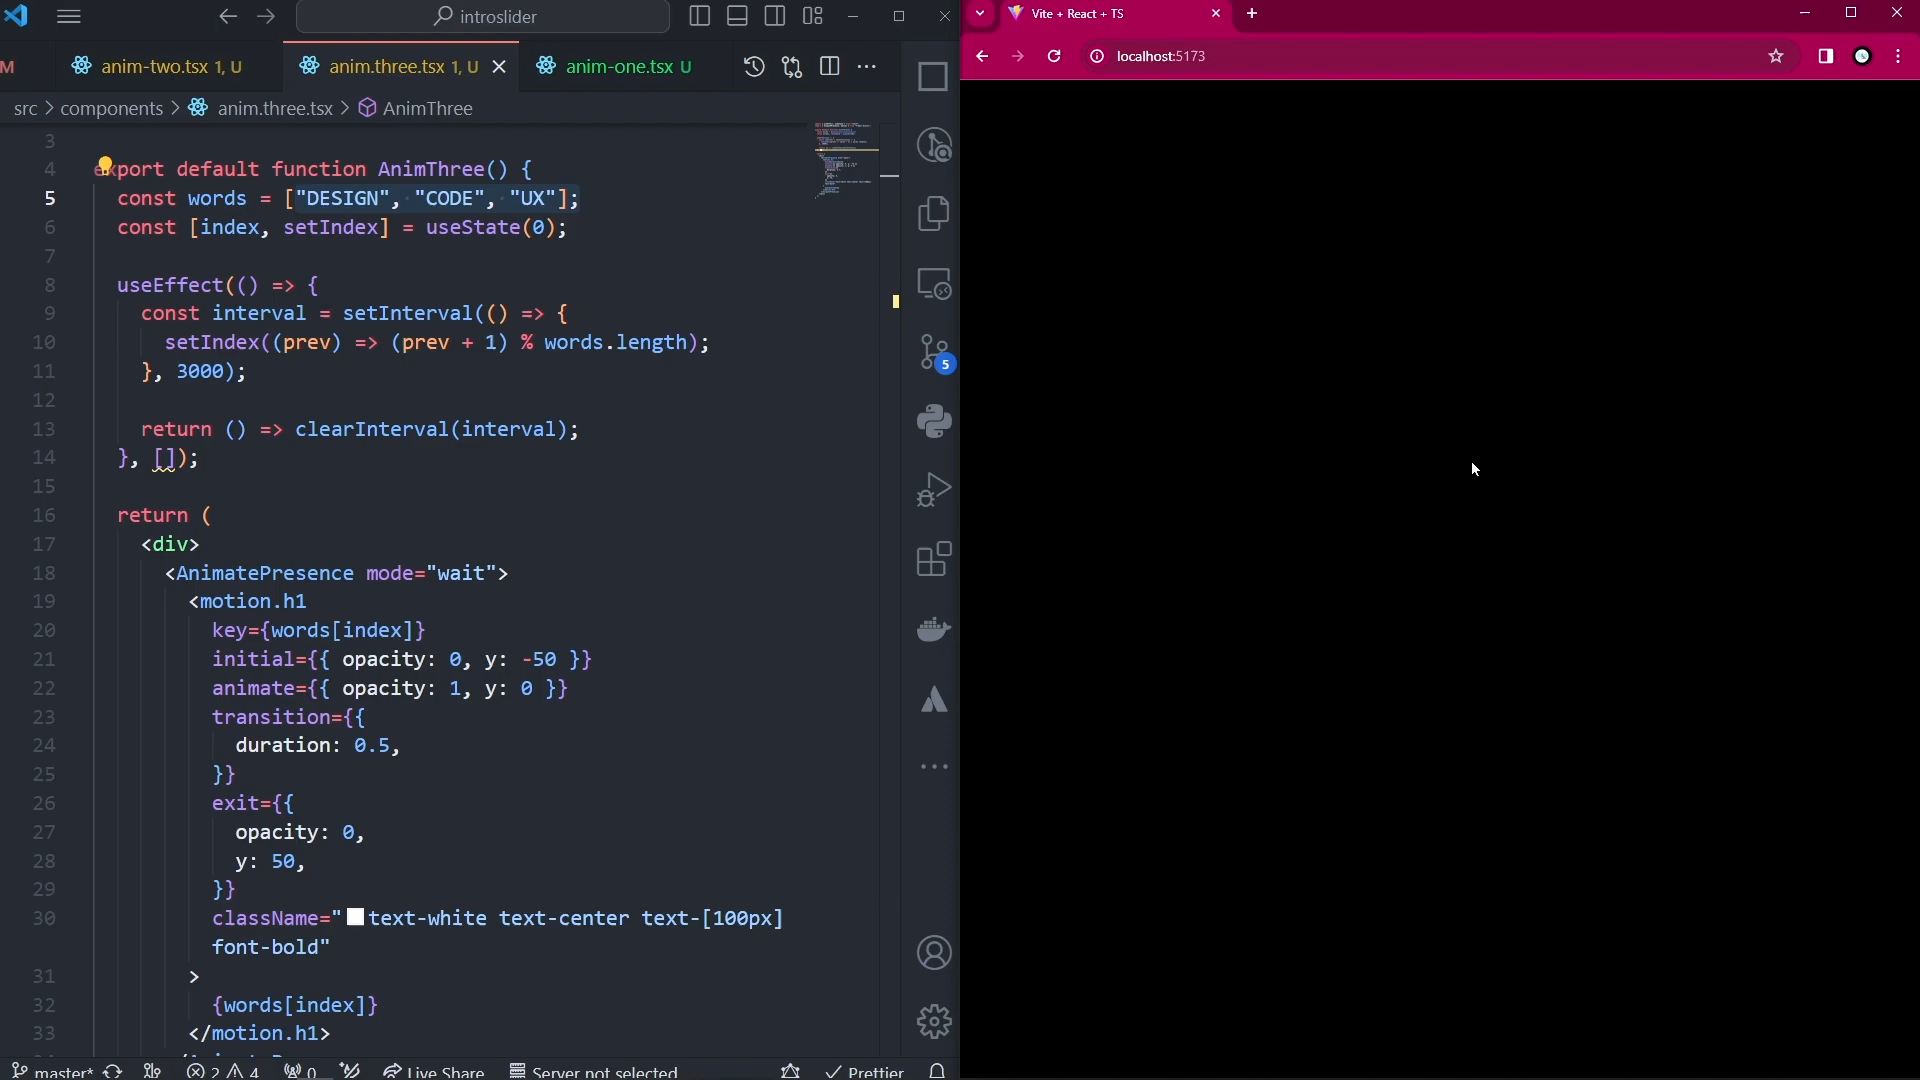 introslider
M
anim-two.tsx 1, U
anim.three.tsx 1, U
anim-one.tsx U
src > components > anim.three.tsx > AnimThree
3
4 export default function AnimThree() {
5 const words = ["DESIGN", "CODE", "UX"];
6 const [index, setIndex] = useState(0);
7
8 useEffect(() => {
9 const interval = setInterval(() => {
10 setIndex((prev) => (prev + 1) % words.length);
11 }, 3000);
12
13 return () => clearInterval(interval);
14 }, []);
15
16 return (
17 <div>
18 <AnimatePresence mode="wait">
19 <motion.h1
20 key={words[index]}
21 initial={{ opacity: 0, y: -50 }}
22 animate={{ opacity: 1, y: 0 }}
23 transition={{
24 duration: 0.5,
25 }}
26 exit={{
27 opacity: 0,
28 y: 50,
29 }}
30 className="text-white text-center text-[100px]
font-bold"
31 >
32 {words[index]}
33 </motion.h1>
5
master*
2
4
0
Live Share
Server not selected
Prettier
Vite + React + TS
localhost:5173